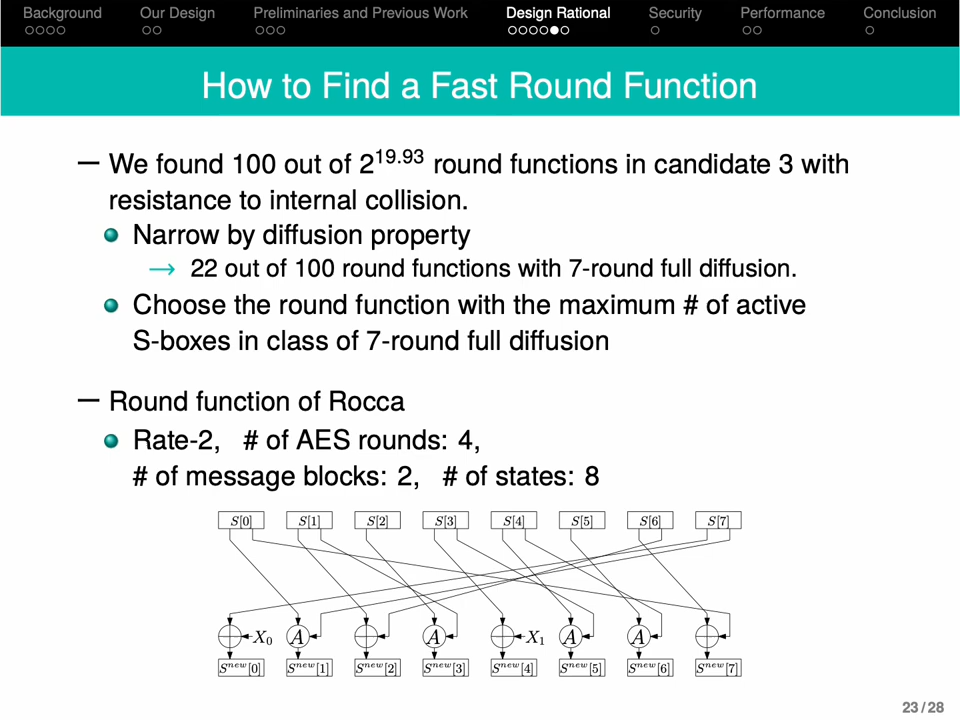 Background Our Design Preliminaries and Previous Work Design Rational Security Performance Conclusion
How to Find a Fast Round Function
— We found 100 out of 2^19.93 round functions in candidate 3 with
resistance to internal collision.
Narrow by diffusion property
→ 22 out of 100 round functions with 7-round full diffusion.
Choose the round function with the maximum # of active
S-boxes in class of 7-round full diffusion
— Round function of Rocca
Rate-2, # of AES rounds: 4,
# of message blocks: 2, # of states: 8
S[0] S[1] S[2] S[3] S[4] S[5] S[6] S[7]
X₀ A A X₁ A A
S^new[0] S^new[1] S^new[2] S^new[3] S^new[4] S^new[5] S^new[6] S^new[7]
23 / 28